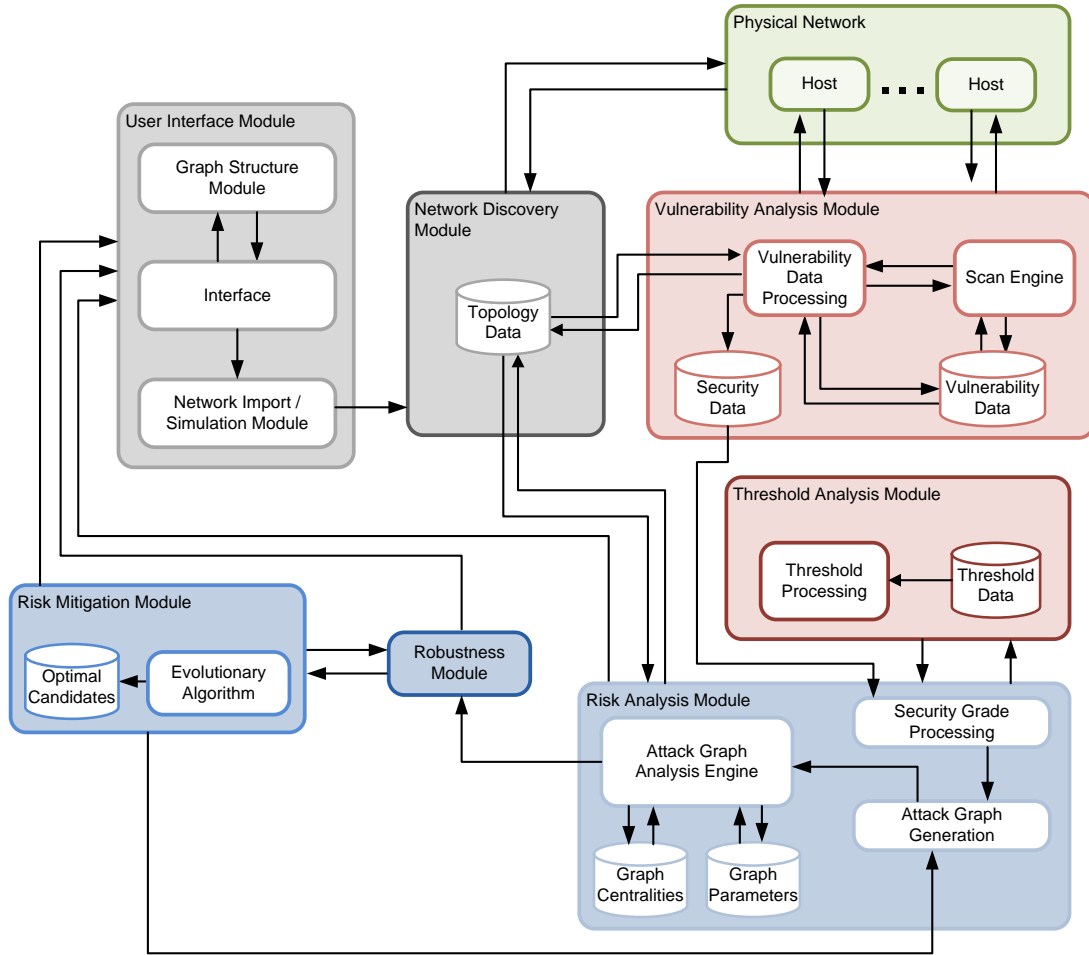 Physical Network
Host
Host
User Interface Module
Graph Structure
Module
Interface
Network Import /
Simulation Module
Network Discovery
Module
Topology
Data
Vulnerability Analysis Module
Vulnerability
Data
Processing
Scan Engine
Security
Data
Vulnerability
Data
Threshold Analysis Module
Threshold
Processing
Threshold
Data
Risk Mitigation Module
Optimal
Candidates
Evolutionary
Algorithm
Robustness
Module
Risk Analysis Module
Security Grade
Processing
Attack Graph
Analysis Engine
Attack Graph
Generation
Graph
Centralities
Graph
Parameters